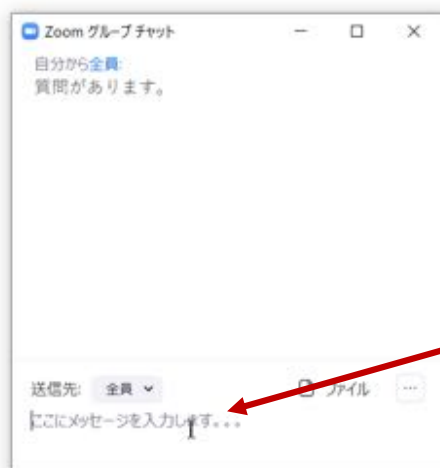 Zoom グループ チャット
自分から全員:
質問があります。
送信先: 全員 ファイル ...
ここにメッセージを入力します...